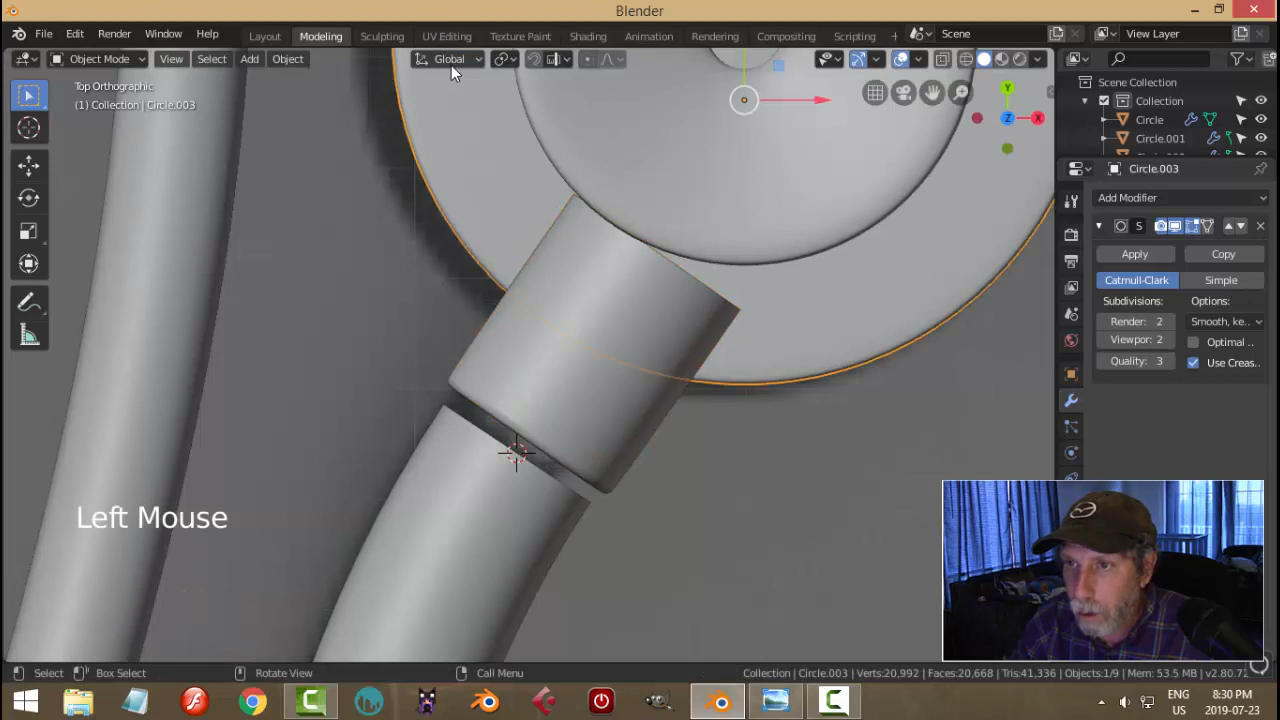 Blender
File Edit Render Window Help Layout Modeling Sculpting UV Editing Texture Paint Shading Animation Rendering Compositing Scripting Scene View Layer
Object Mode View Select Add Object Global
Top Orthographic
(1) Collection | Circle.003
Y
Z
X
Scene Collection
Collection
Circle
Circle.001
Circle.003
Add Modifier
S
Apply Copy
Catmull-Clark Simple
Subdivisions: Options:
Render: 2 Smooth, ke..
Viewpor: 2 Optimal ..
Quality: 3 Use Creas..
Left Mouse
Select Box Select Rotate View Call Menu Collection | Circle.003 | Verts:20,992 | Faces:20,668 | Tris:41,336 | Objects:1/9 | Mem: 53.5 MB | v2.80.71
ENG 8:30 PM
US 2019-07-23